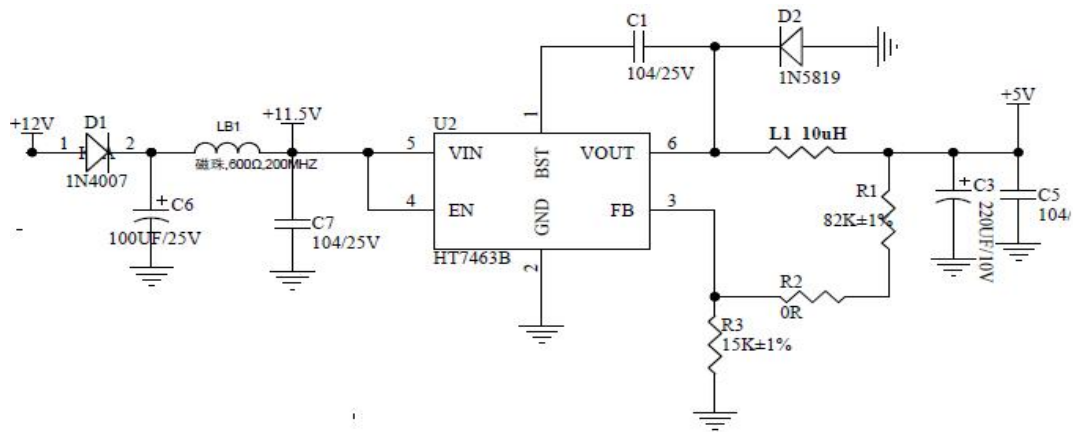 C1
D2
104/25V
1N5819
+12V
1
D1
2
1N4007
LB1
磁珠,600Ω,200MHZ
+11.5V
U2
1
5
VIN
BST
VOUT
6
L1 10uH
+5V
4
EN
GND
FB
3
HT7463B
2
C6
100UF/25V
C7
104/25V
R1
82K±1%
C3
220UF/10V
C5
104/
R2
0R
R3
15K±1%